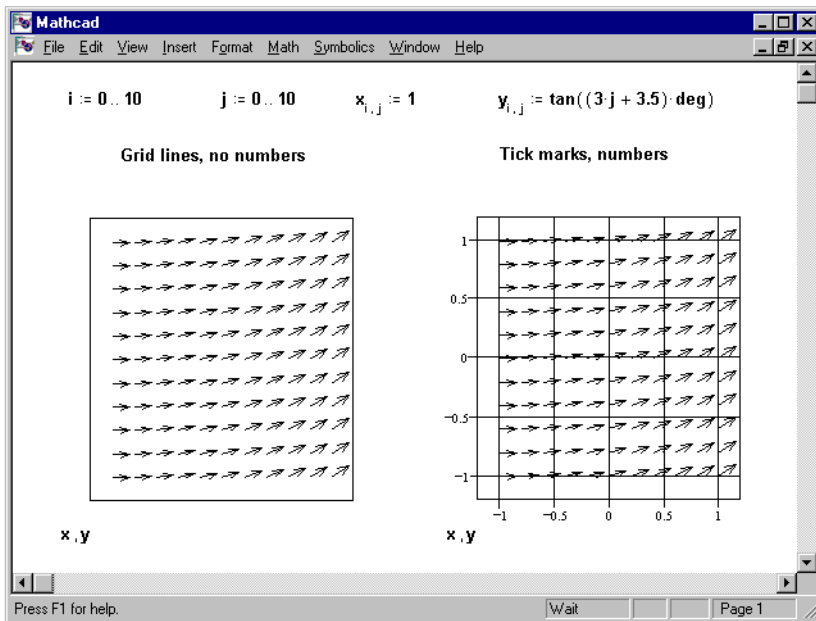 Mathcad
File Edit View Insert Format Math Symbolics Window Help
i := 0 .. 10 j := 0 .. 10 x i , j := 1 y i , j := tan((3·j + 3.5)·deg)
Grid lines, no numbers
Tick marks, numbers
1
0.5
0
−0.5
−1
−1 −0.5 0 0.5 1
x , y
x , y
Press F1 for help. Wait Page 1